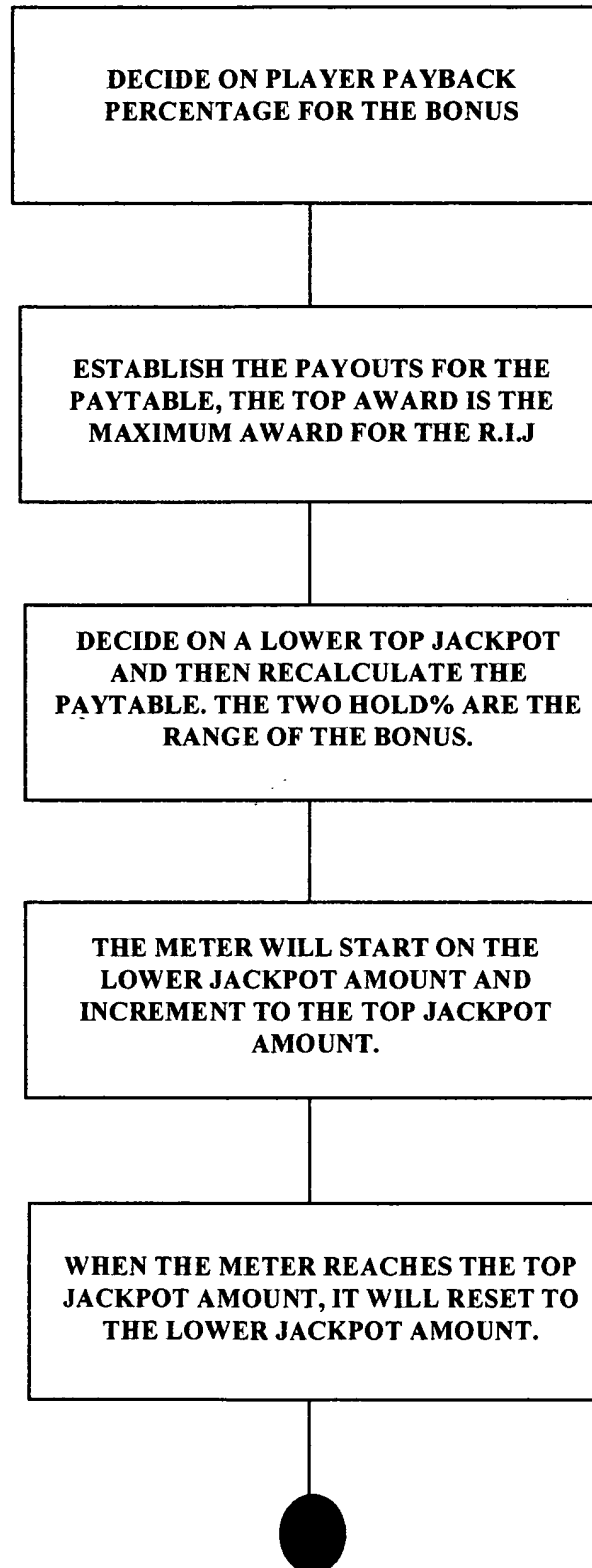 DECIDE ON PLAYER PAYBACK
PERCENTAGE FOR THE BONUS
ESTABLISH THE PAYOUTS FOR THE
PAYTABLE, THE TOP AWARD IS THE
MAXIMUM AWARD FOR THE R.I.J
DECIDE ON A LOWER TOP JACKPOT
AND THEN RECALCULATE THE
PAYTABLE. THE TWO HOLD% ARE THE
RANGE OF THE BONUS.
THE METER WILL START ON THE
LOWER JACKPOT AMOUNT AND
INCREMENT TO THE TOP JACKPOT
AMOUNT.
WHEN THE METER REACHES THE TOP
JACKPOT AMOUNT, IT WILL RESET TO
THE LOWER JACKPOT AMOUNT.